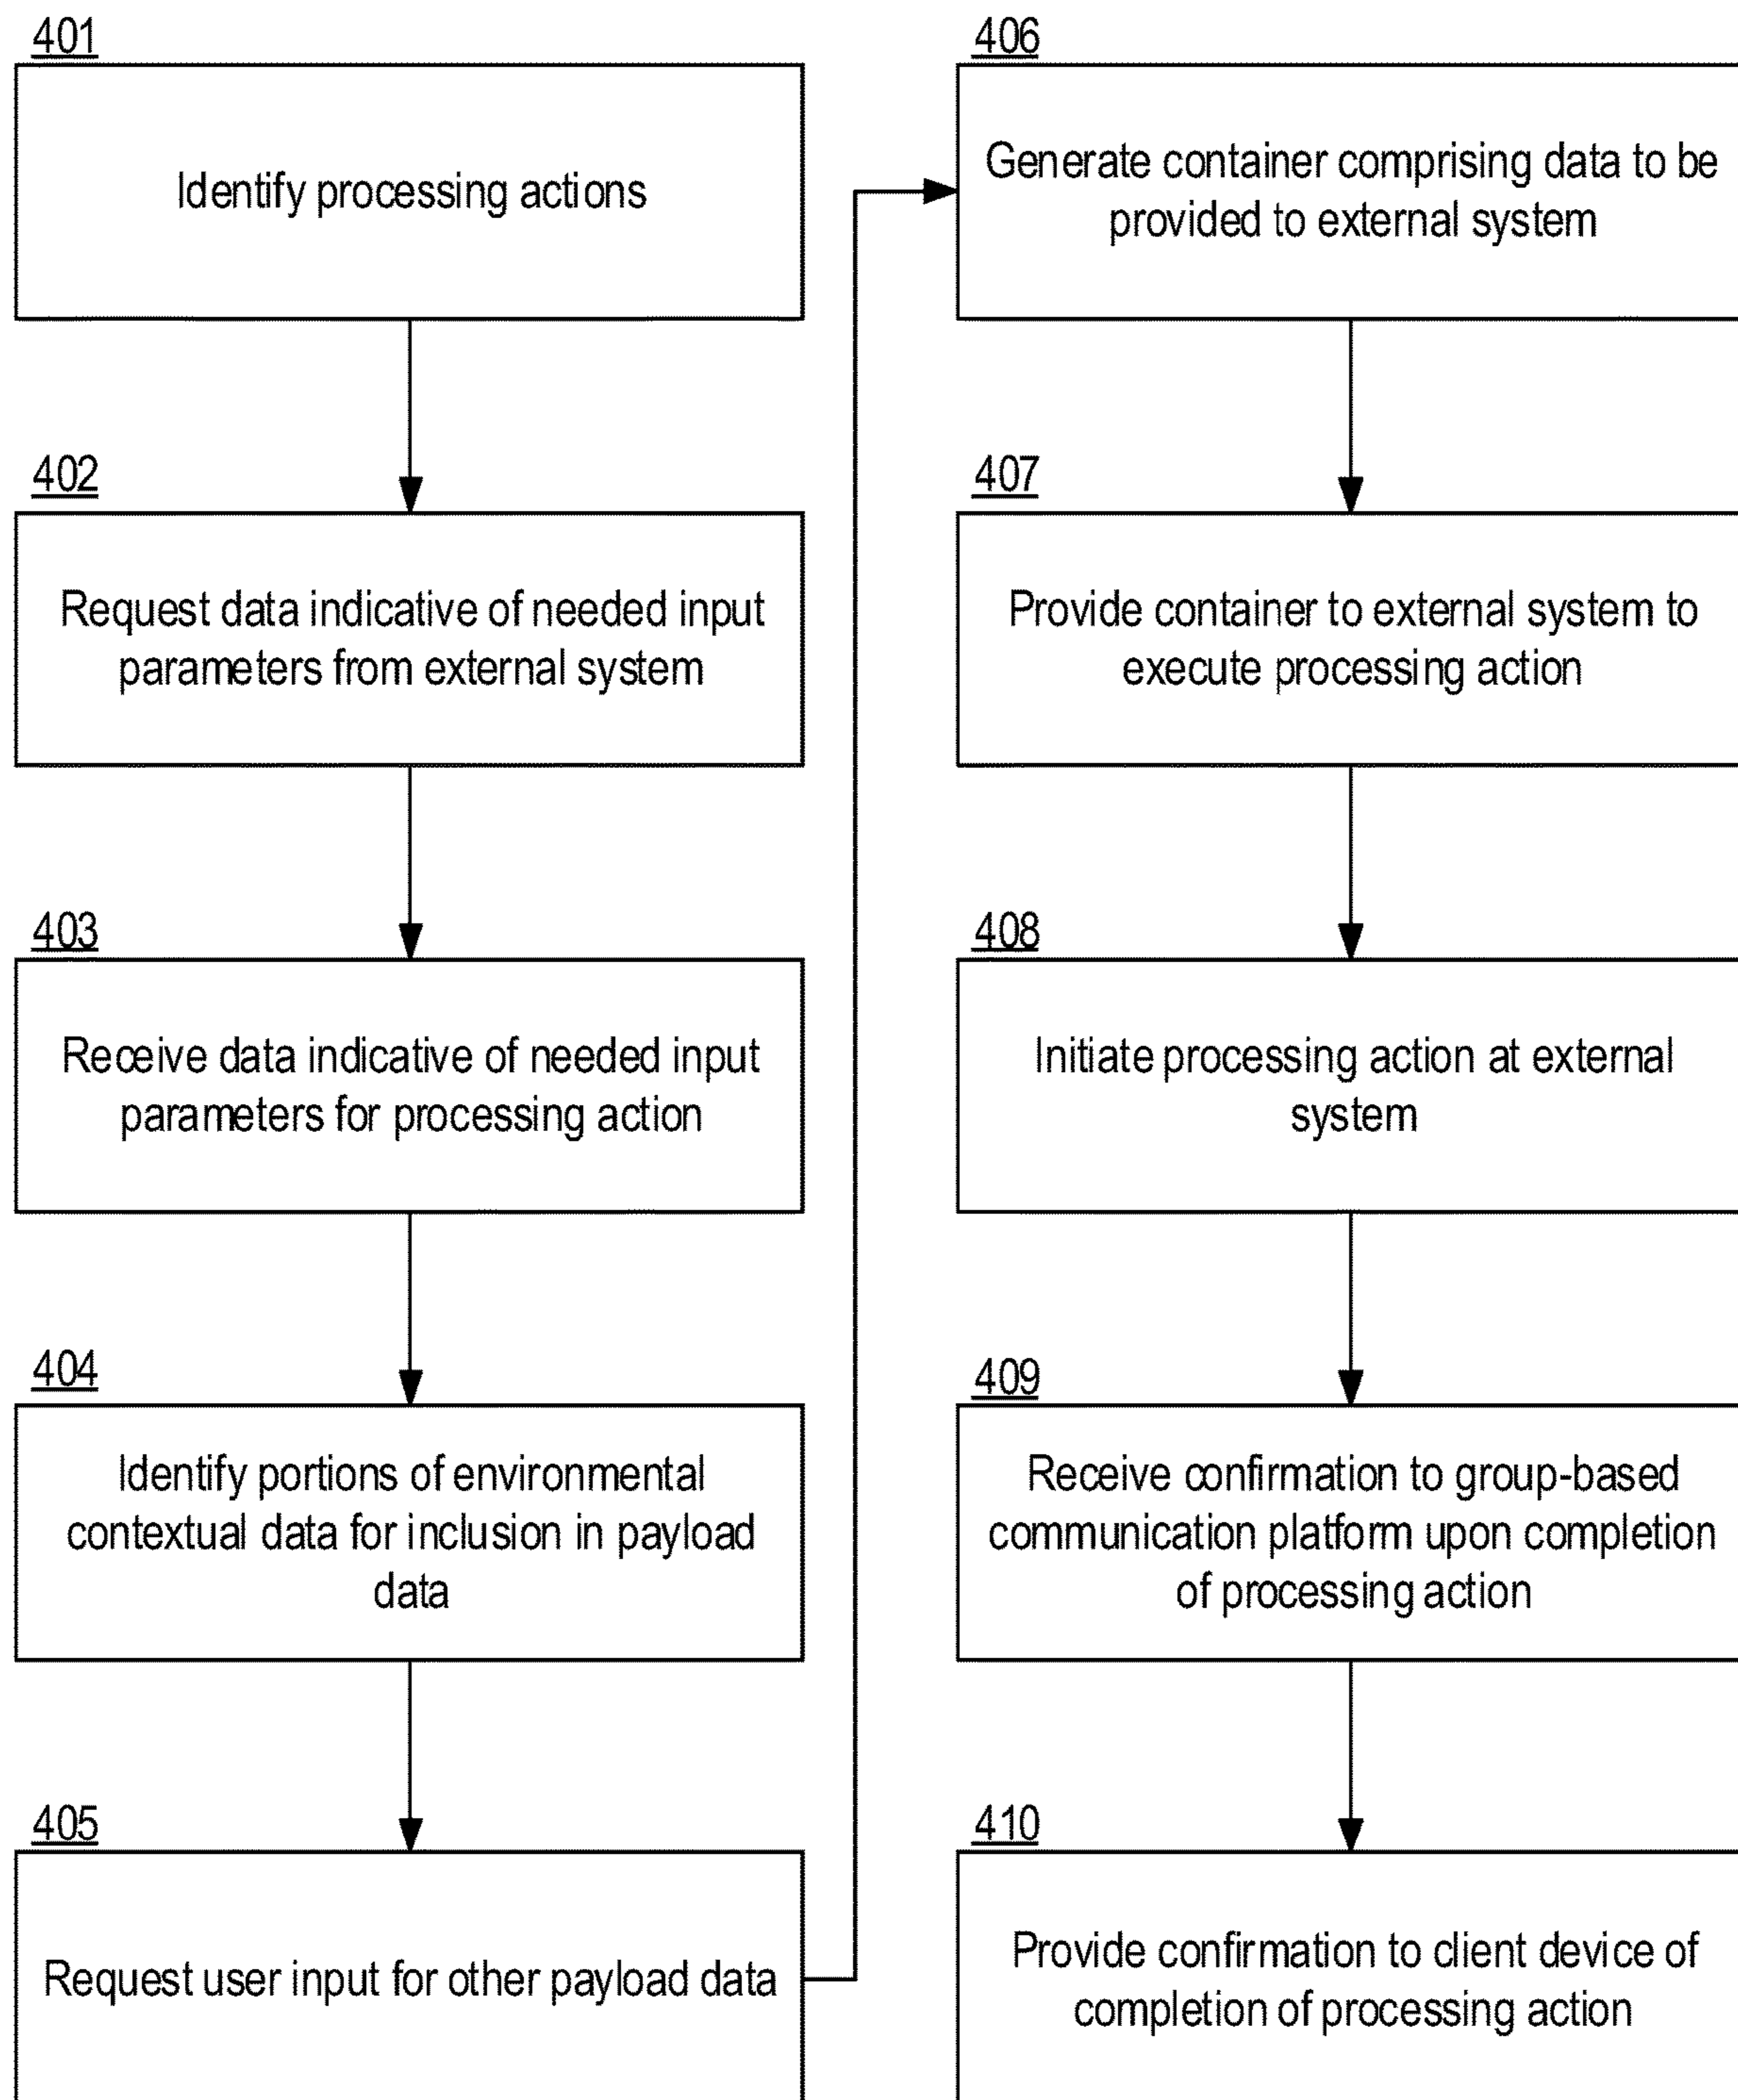 401
Identify processing actions
402
Request data indicative of needed input
parameters from external system
403
Receive data indicative of needed input
parameters for processing action
404
Identify portions of environmental
contextual data for inclusion in payload
data
405
Request user input for other payload data
406
Generate container comprising data to be
provided to external system
407
Provide container to external system to
execute processing action
408
Initiate processing action at external
system
409
Receive confirmation to group-based
communication platform upon completion
of processing action
410
Provide confirmation to client device of
completion of processing action